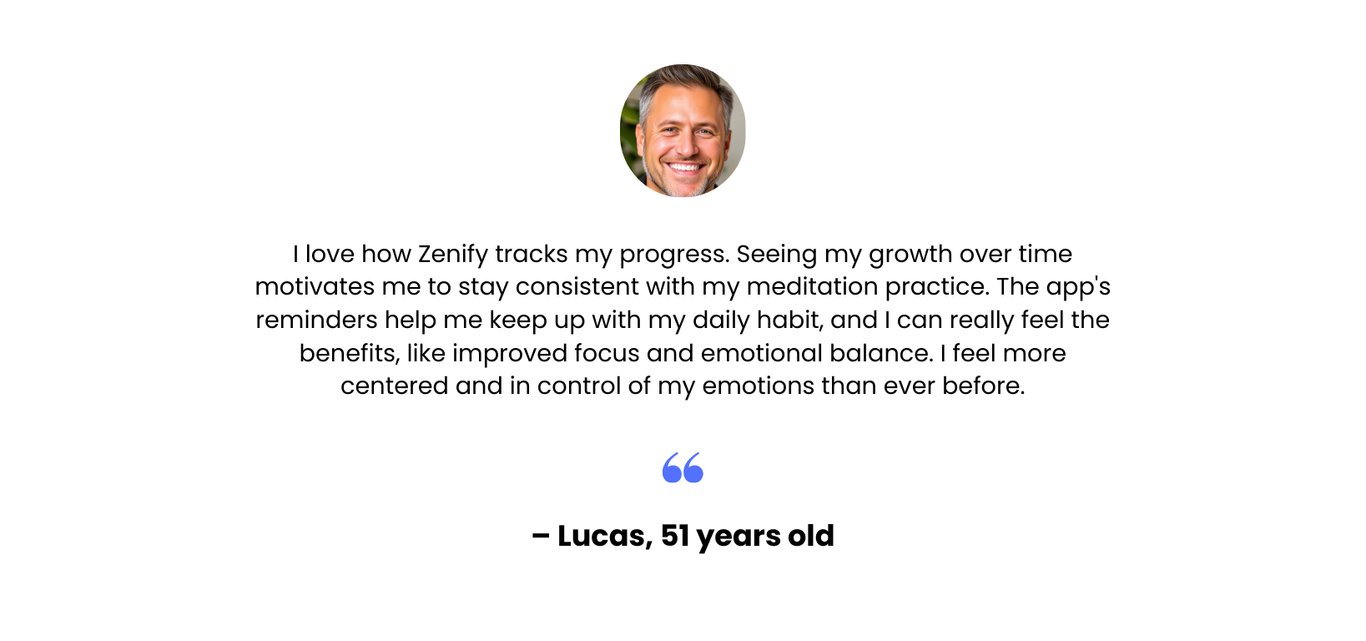 I love how Zenify tracks my progress. Seeing my growth over time
motivates me to stay consistent with my meditation practice. The app's
reminders help me keep up with my daily habit, and I can really feel the
benefits, like improved focus and emotional balance. I feel more
centered and in control of my emotions than ever before.
“
– Lucas, 51 years old